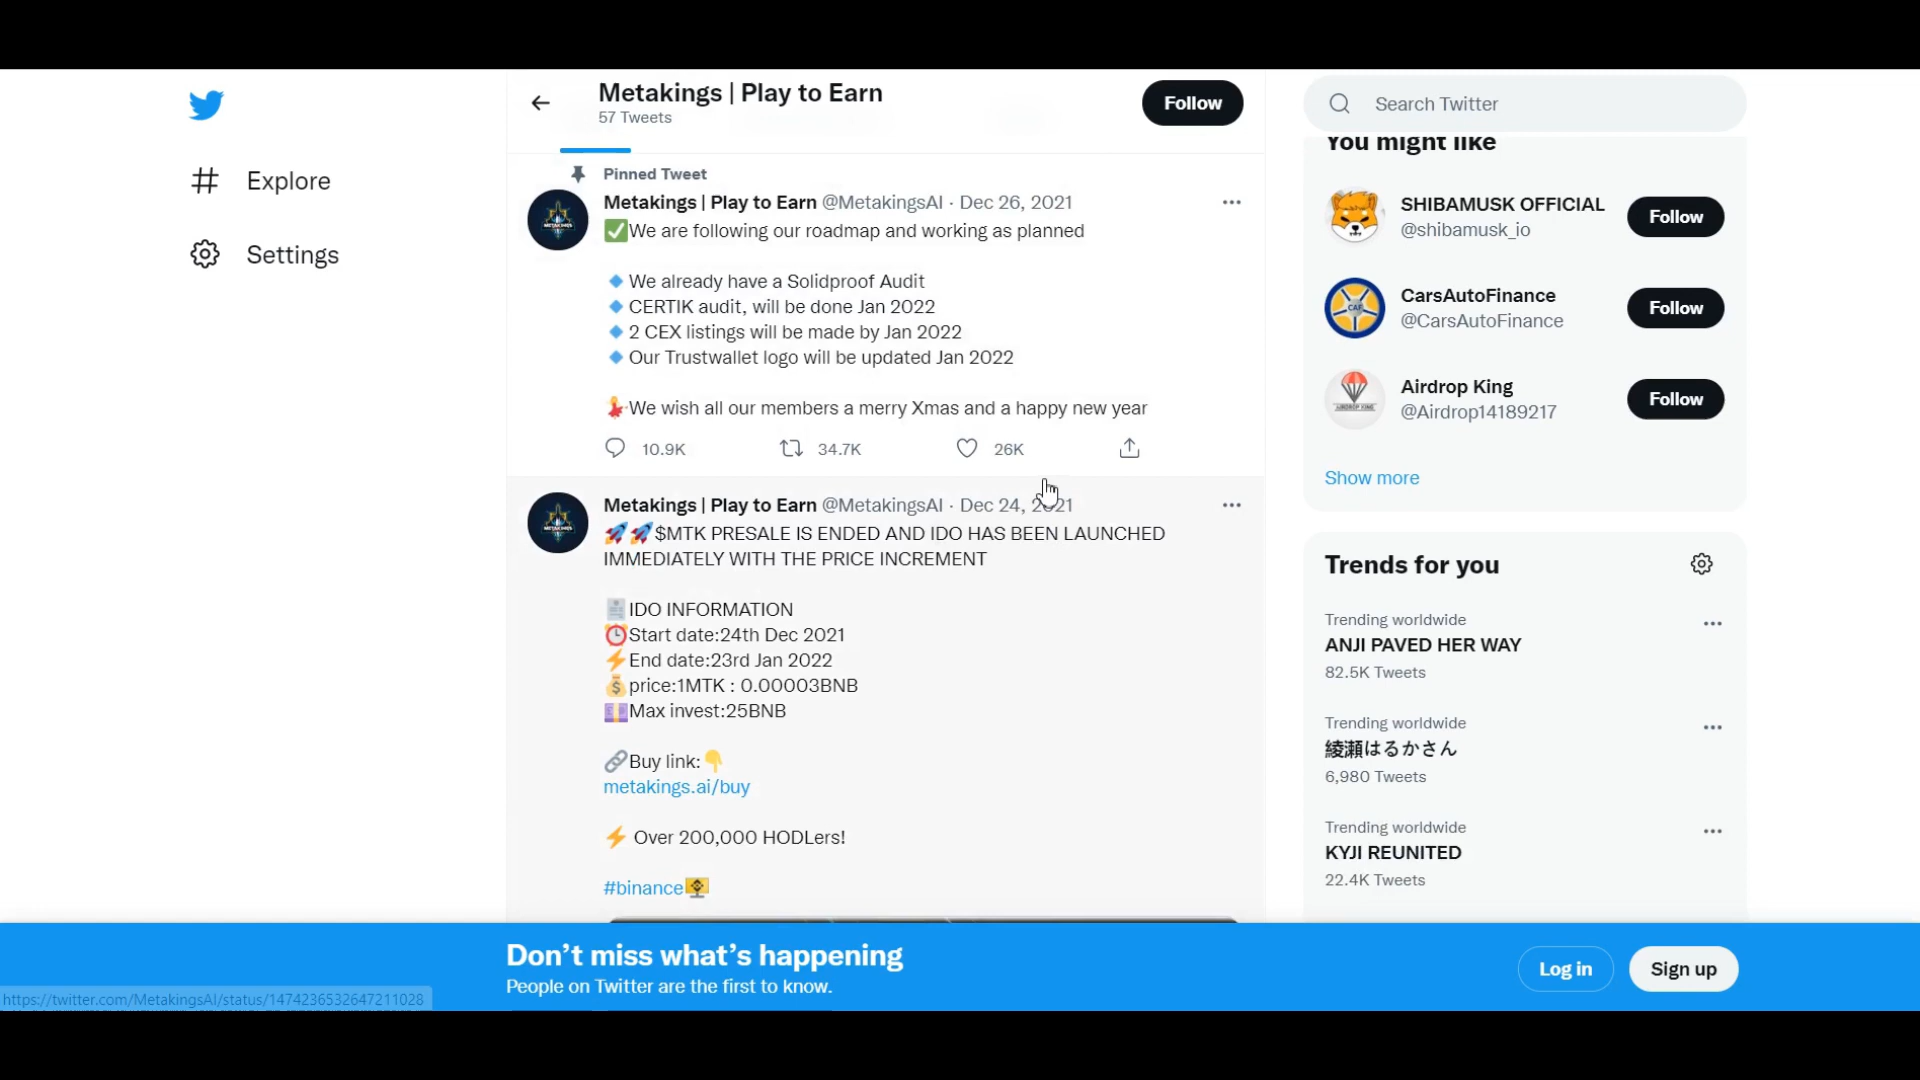 Metakings | Play to Earn
57 Tweets
Follow
Search Twitter
Explore
Settings
Pinned Tweet
Metakings | Play to Earn @MetakingsAI · Dec 26, 2021
✅We are following our roadmap and working as planned
🔹We already have a Solidproof Audit
🔹CERTIK audit, will be done Jan 2022
🔹2 CEX listings will be made by Jan 2022
🔹Our Trustwallet logo will be updated Jan 2022
💃We wish all our members a merry Xmas and a happy new year
10.9K 34.7K 26K
Metakings | Play to Earn @MetakingsAI · Dec 24, 2021
🚀🚀$MTK PRESALE IS ENDED AND IDO HAS BEEN LAUNCHED
IMMEDIATELY WITH THE PRICE INCREMENT
🧾IDO INFORMATION
⏰Start date:24th Dec 2021
⚡End date:23rd Jan 2022
💰price:1MTK : 0.00003BNB
💷Max invest:25BNB
🔗Buy link:👇
metakings.ai/buy
⚡ Over 200,000 HODLers!
#binance
You might like
SHIBAMUSK OFFICIAL
@shibamusk_io
Follow
CarsAutoFinance
@CarsAutoFinance
Follow
Airdrop King
@Airdrop14189217
Follow
Show more
Trends for you
Trending worldwide
ANJI PAVED HER WAY
82.5K Tweets
Trending worldwide
綾瀬はるかさん
6,980 Tweets
Trending worldwide
KYJI REUNITED
22.4K Tweets
Don't miss what's happening
People on Twitter are the first to know.
Log in
Sign up
https://twitter.com/MetakingsAI/status/1474236532647211028